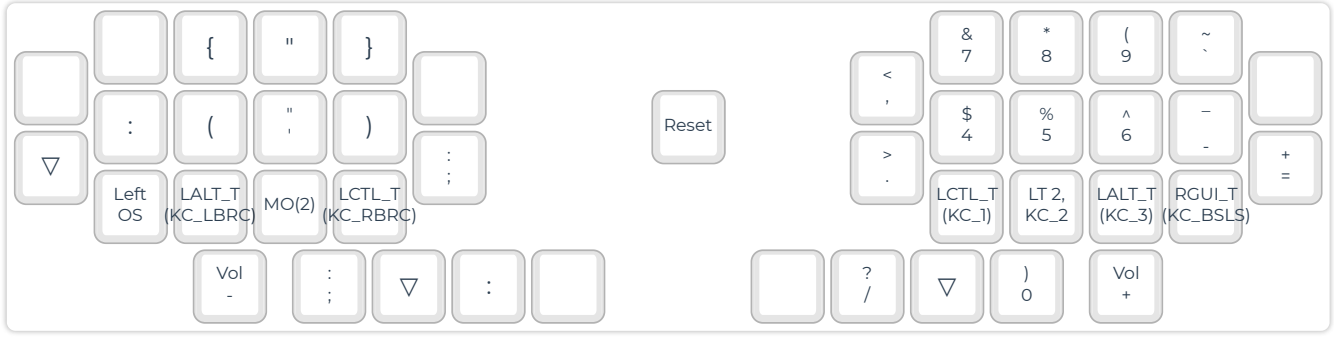 { " }
& 7
* 8
( 9
~ `
< ,
: ( " ' )
Reset
$ 4
% 5
^ 6
_ -
▽
: ;
> .
+ =
Left OS
LALT_T (KC_LBRC)
MO(2)
LCTL_T (KC_RBRC)
LCTL_T (KC_1)
LT 2, KC_2
LALT_T (KC_3)
RGUI_T (KC_BSLS)
Vol -
: ;
▽
:
? /
▽
) 0
Vol +